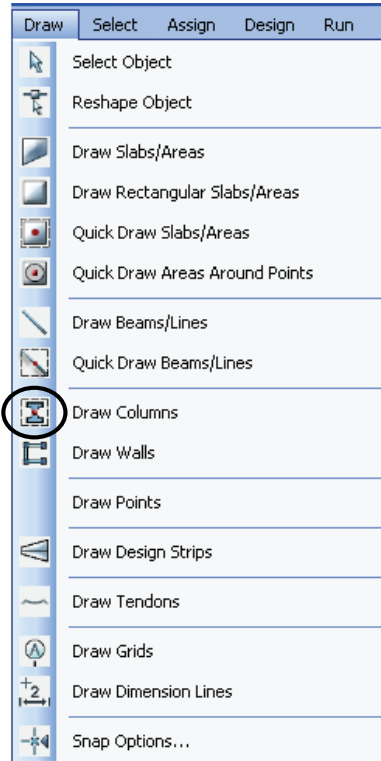 Draw Select Assign Design Run
Select Object
Reshape Object
Draw Slabs/Areas
Draw Rectangular Slabs/Areas
Quick Draw Slabs/Areas
Quick Draw Areas Around Points
Draw Beams/Lines
Quick Draw Beams/Lines
Draw Columns
Draw Walls
Draw Points
Draw Design Strips
Draw Tendons
A Draw Grids
+2 Draw Dimension Lines
Snap Options...